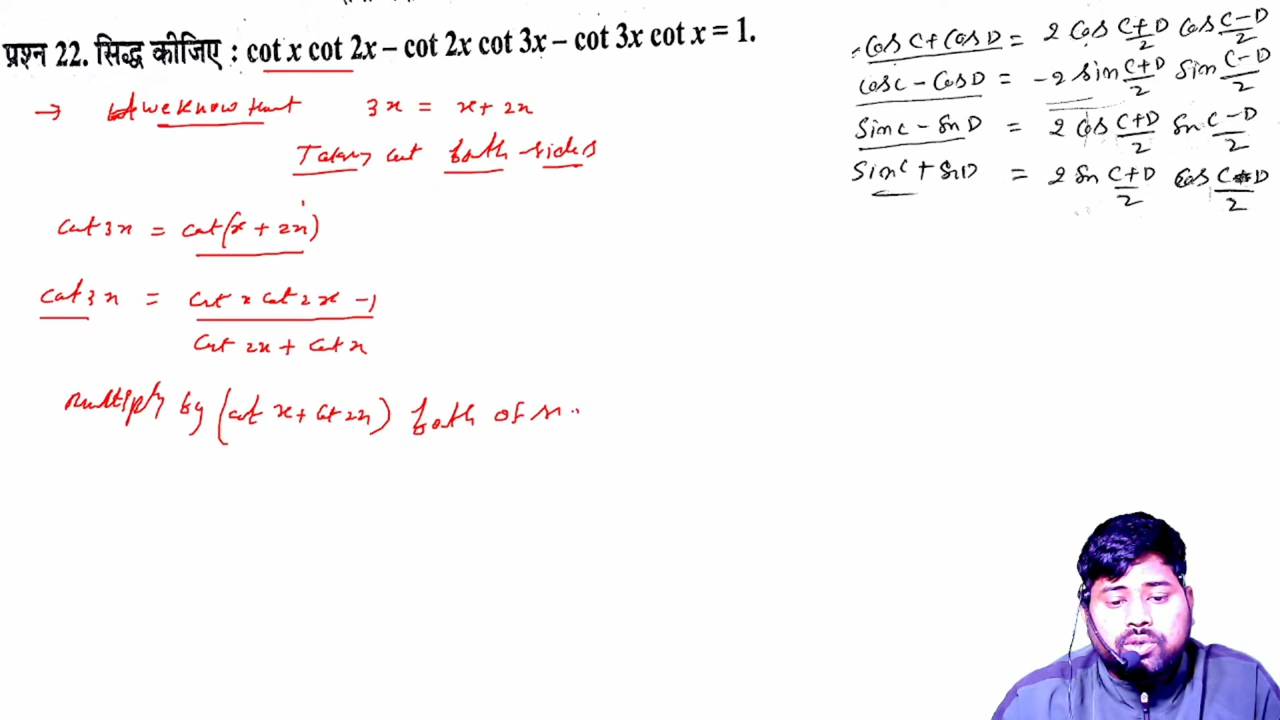 प्रश्न 22. सिद्ध कीजिए : cot x cot 2x – cot 2x cot 3x – cot 3x cot x = 1.
→ we know that 3x = x + 2x
Taking cot both sides
cot 3x = cot(x + 2x)
cot 3x = cot x cot 2x - 1
cot 2x + cot x
multiply by (cot x + cot 2x) both of
Cos C + Cos D = 2 Cos C+D/2 Cos C-D/2
Cos C - Cos D = -2 Sin C+D/2 Sin C-D/2
Sin C - Sin D = 2 Cos C+D/2 Sin C-D/2
Sin C + Sin D = 2 Sin C+D/2 Cos C-D/2